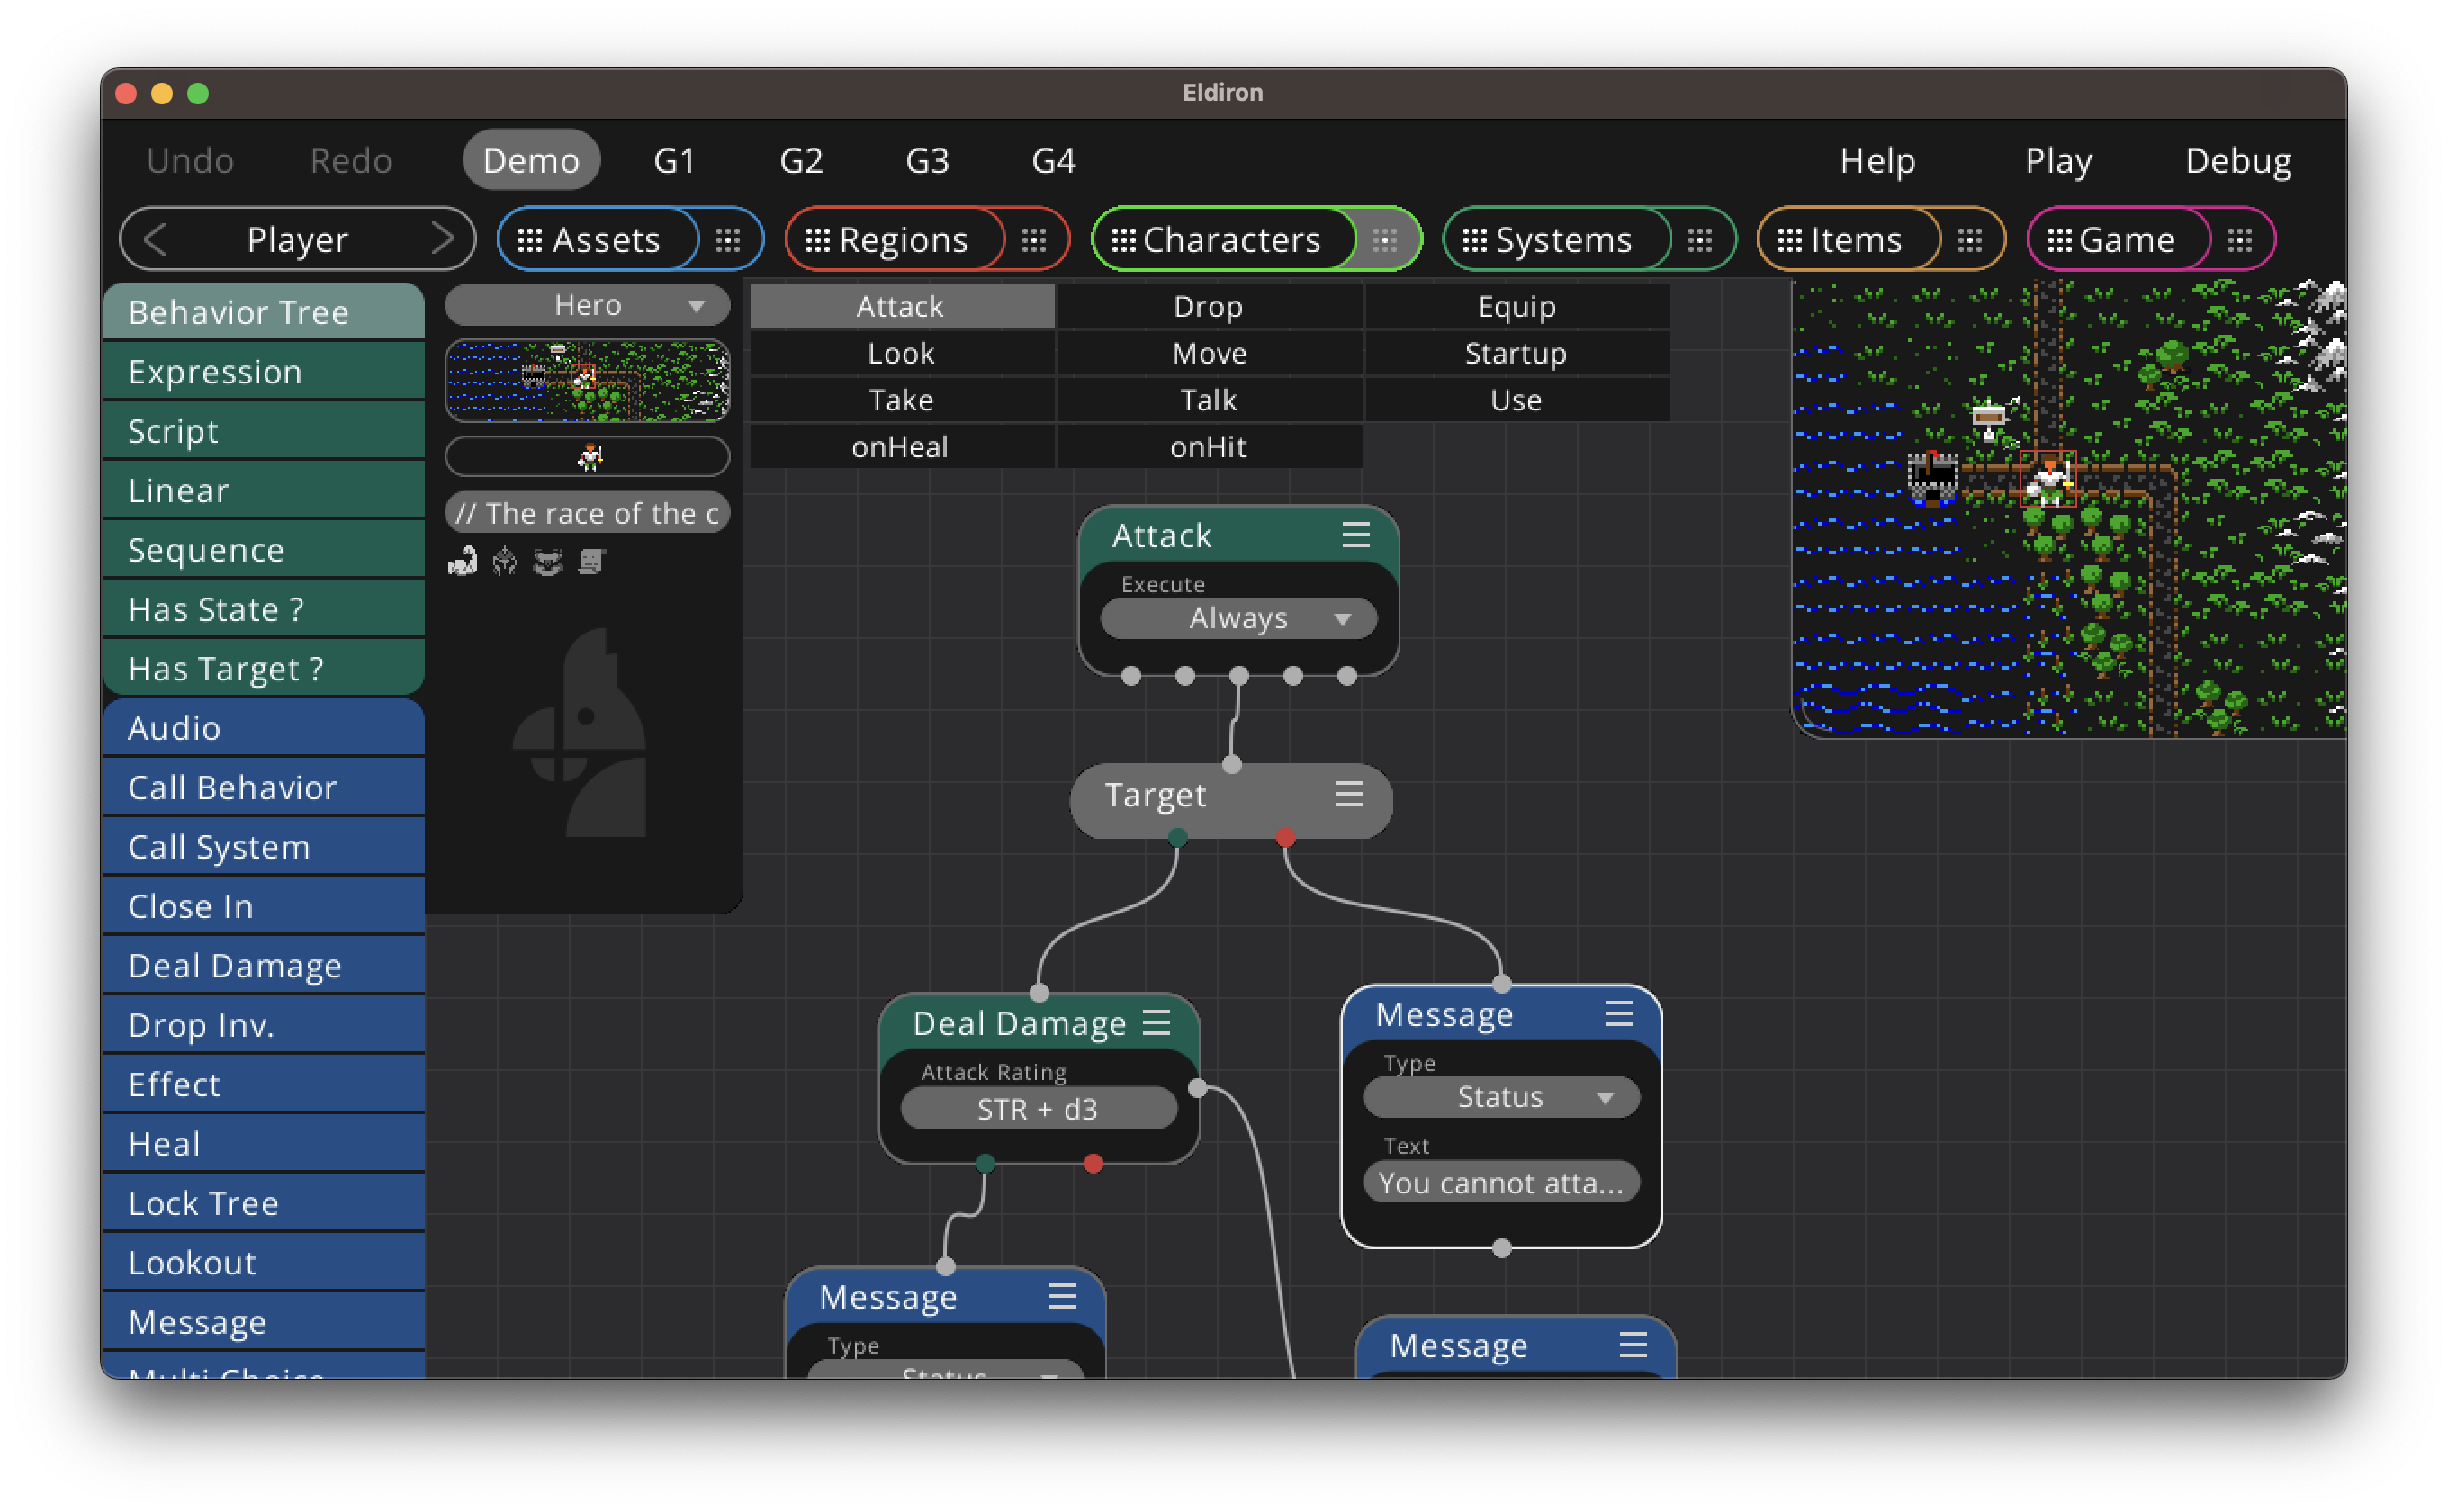 Eldiron
Undo Redo Demo G1 G2 G3 G4 Help Play Debug
Player Assets Regions Characters Systems Items Game
Behavior Tree
Expression
Script
Linear
Sequence
Has State ?
Has Target ?
Audio
Call Behavior
Call System
Close In
Deal Damage
Drop Inv.
Effect
Heal
Lock Tree
Lookout
Message
Multi Choice
Hero
// The race of the c
Attack Drop Equip
Look Move Startup
Take Talk Use
onHeal onHit
Attack
Execute
Always
Target
Deal Damage
Attack Rating
STR + d3
Message
Type
Status
Text
You cannot atta...
Message
Type
Status
Message